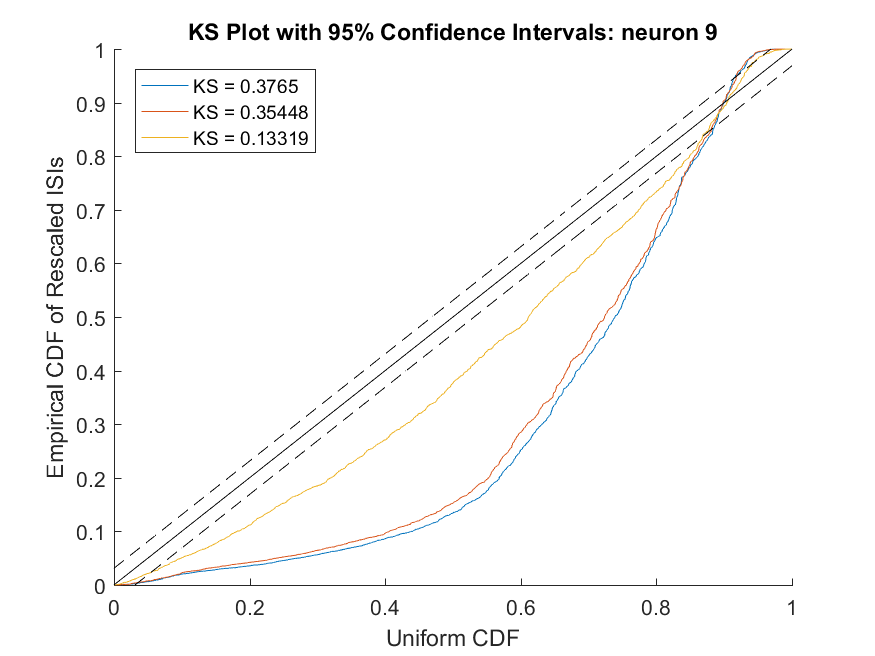 KS Plot with 95% Confidence Intervals: neuron 9
KS = 0.3765
KS = 0.35448
KS = 0.13319
Empirical CDF of Rescaled ISIs
1
0.9
0.8
0.7
0.6
0.5
0.4
0.3
0.2
0.1
0
0 0.2 0.4 0.6 0.8 1
Uniform CDF